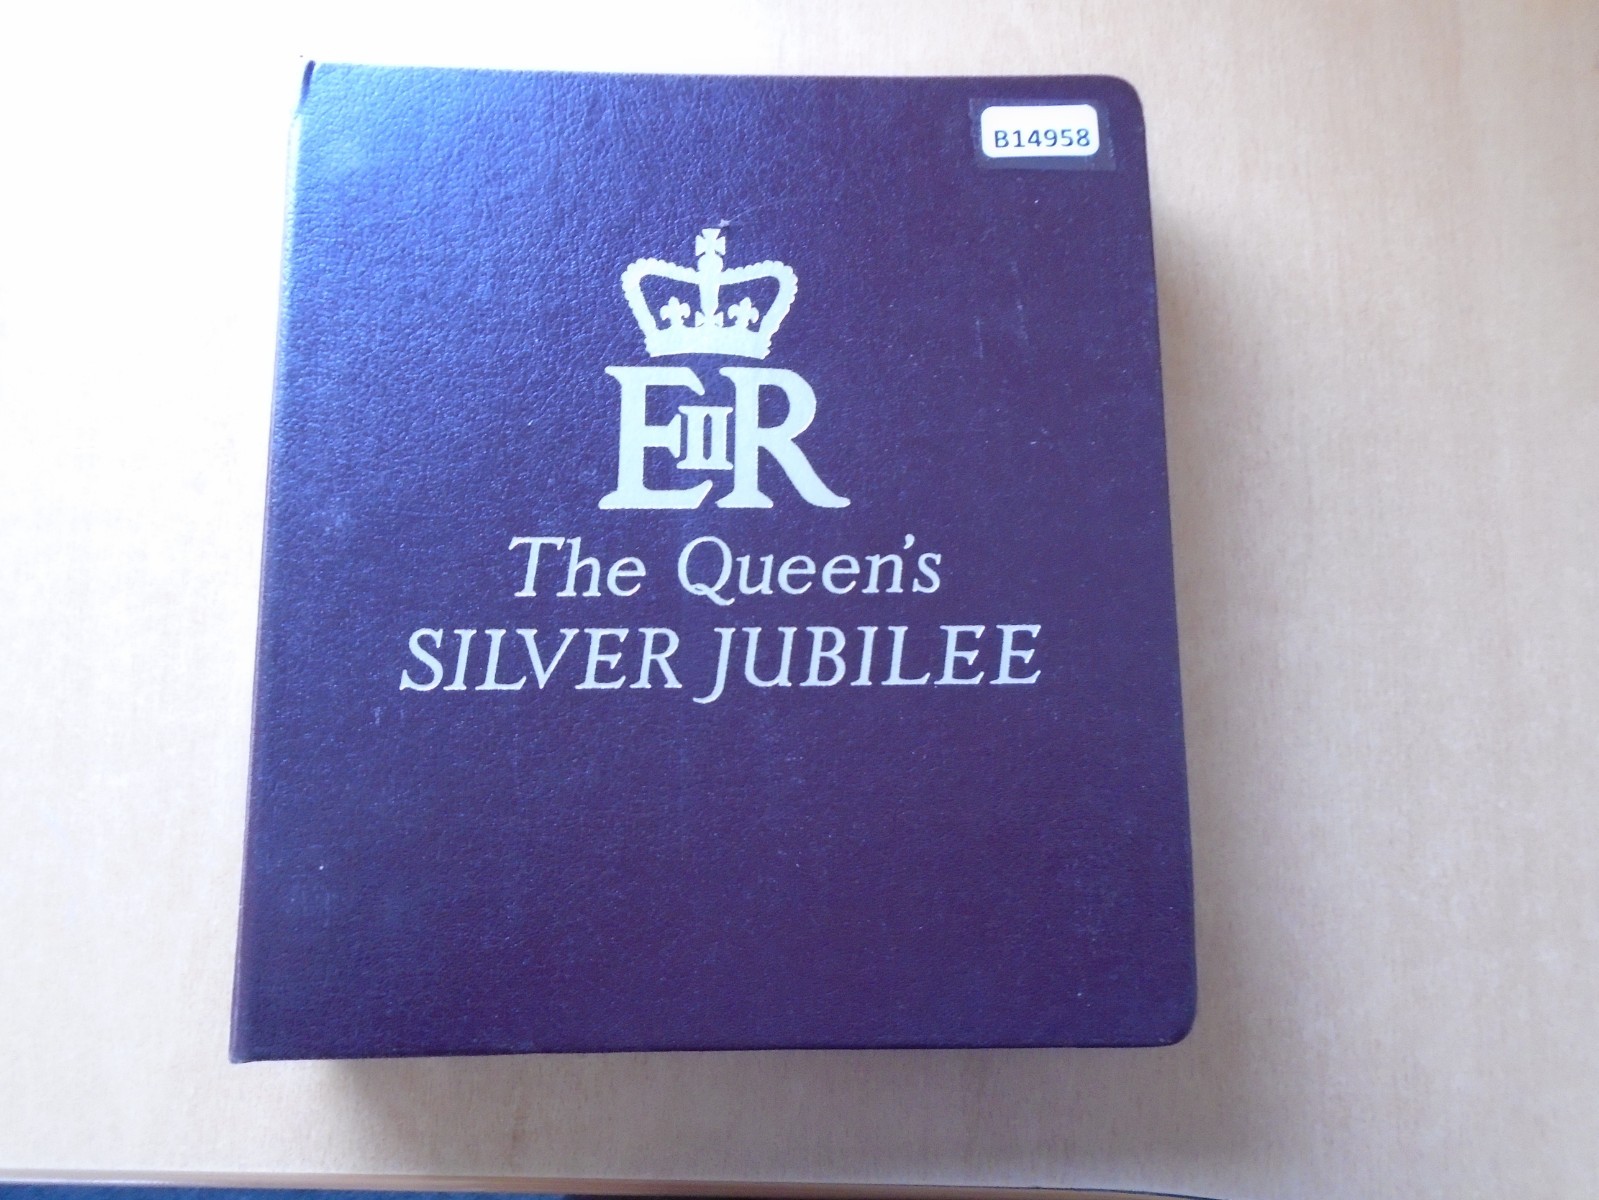 B14958
EIIR
The Queen's
SILVER JUBILEE